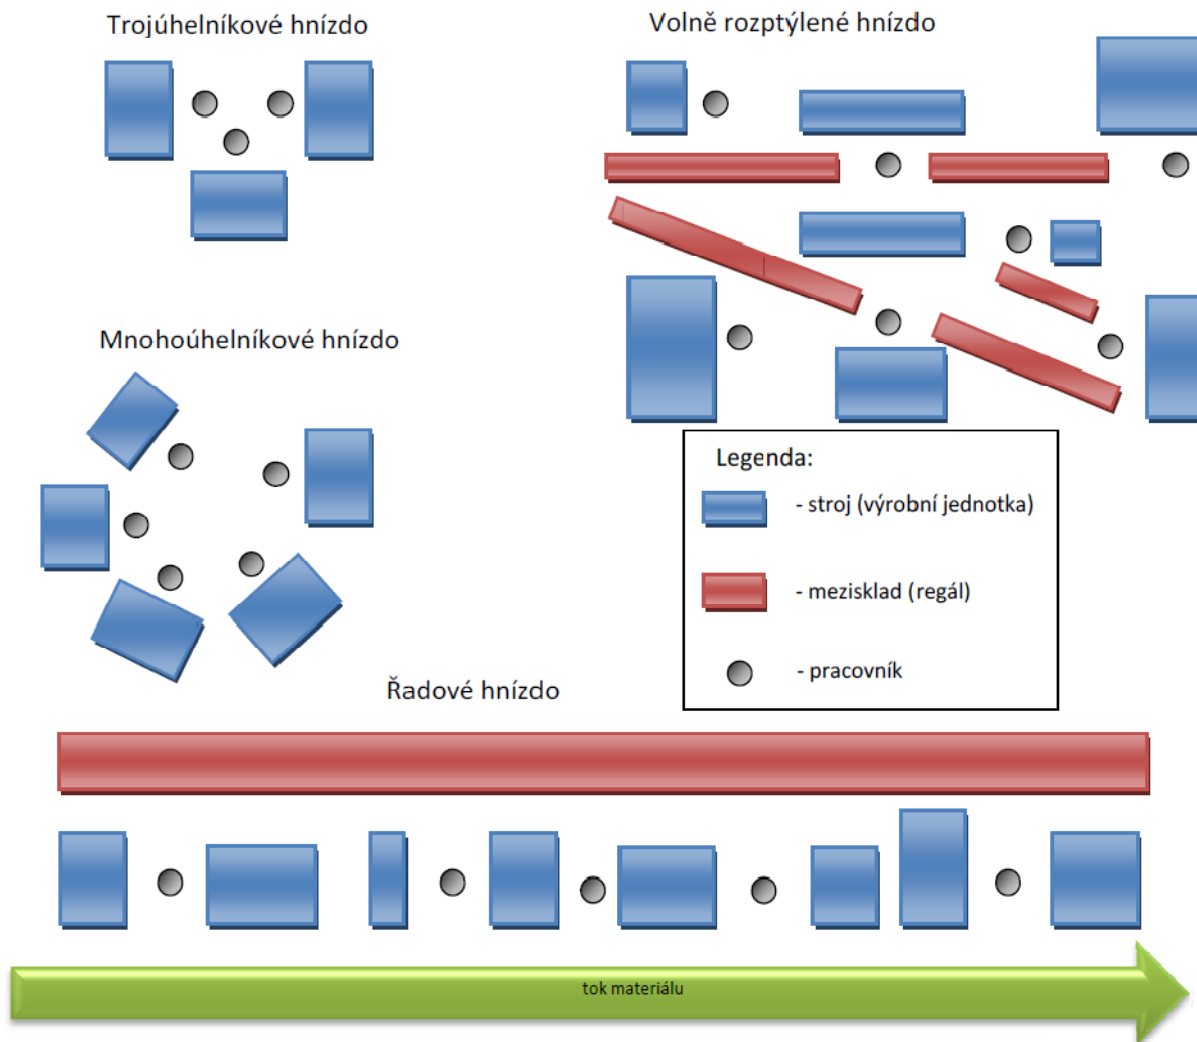 Trojúhelníkové hnízdo
Volně rozptýlené hnízdo
Mnohoúhelníkové hnízdo
Legenda:
- stroj (výrobní jednotka)
- mezisklad (regál)
- pracovník
Řadové hnízdo
tok materiálu